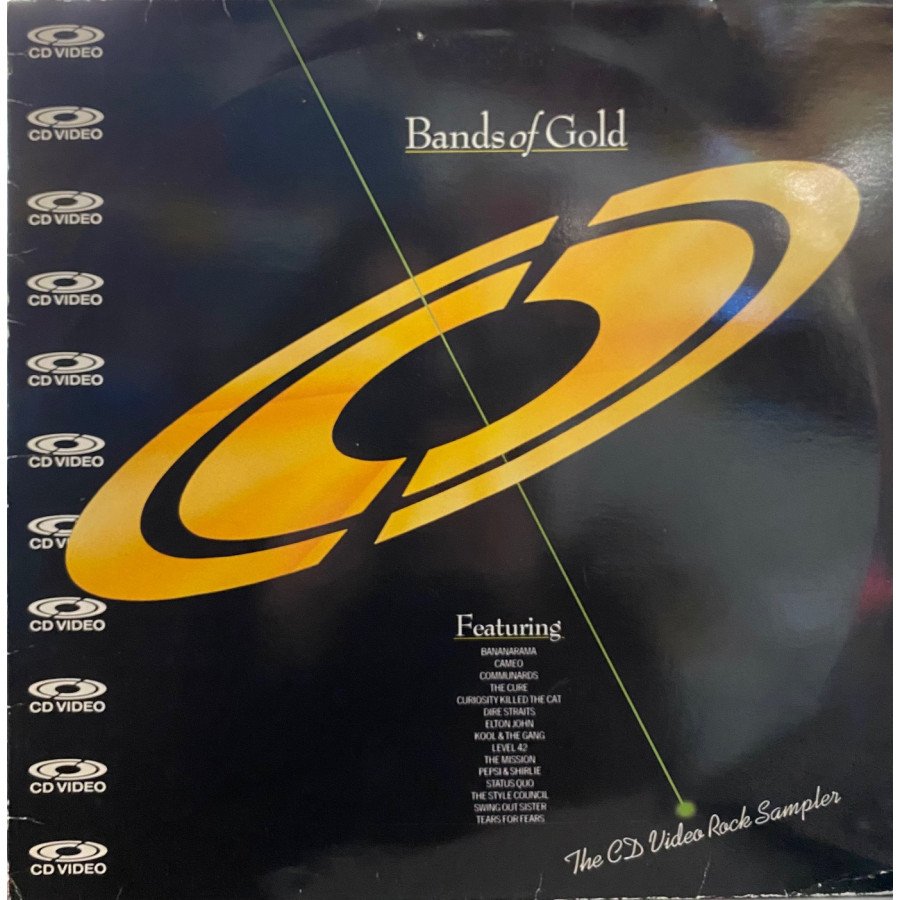 CD VIDEO
CD VIDEO
CD VIDEO
CD VIDEO
CD VIDEO
CD VIDEO
CD V
CD VIDEO
CD VIDEO
CD VIDEO
CD VIDEO
Bands of Gold
Featuring
BANANARAMA
CAMEO
COMMUNARDS
THE CURE
CURIOSITY KILLED THE CAT
DIRE STRAITS
ELTON JOHN
KOOL & THE GANG
LEVEL 42
THE MISSION
PEPSI & SHIRLIE
STATUS QUO
THE STYLE COUNCIL
SWING OUT SISTER
TEARS FOR FEARS
The CD Video Rock Sampler